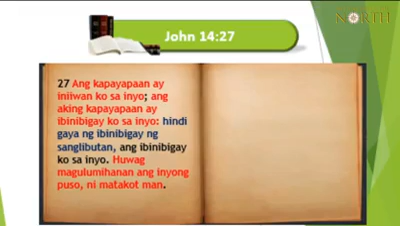 NORTH
John 14:27
27 Ang kapayapaan ay
iniiwan ko sa inyo; ang
aking kapayapaan ay
ibinibigay ko sa inyo: hindi
gaya ng ibinibigay ng
sanglibutan, ang ibinibigay
ko sa inyo. Huwag
magulumihanan ang inyong
puso, ni matakot man.